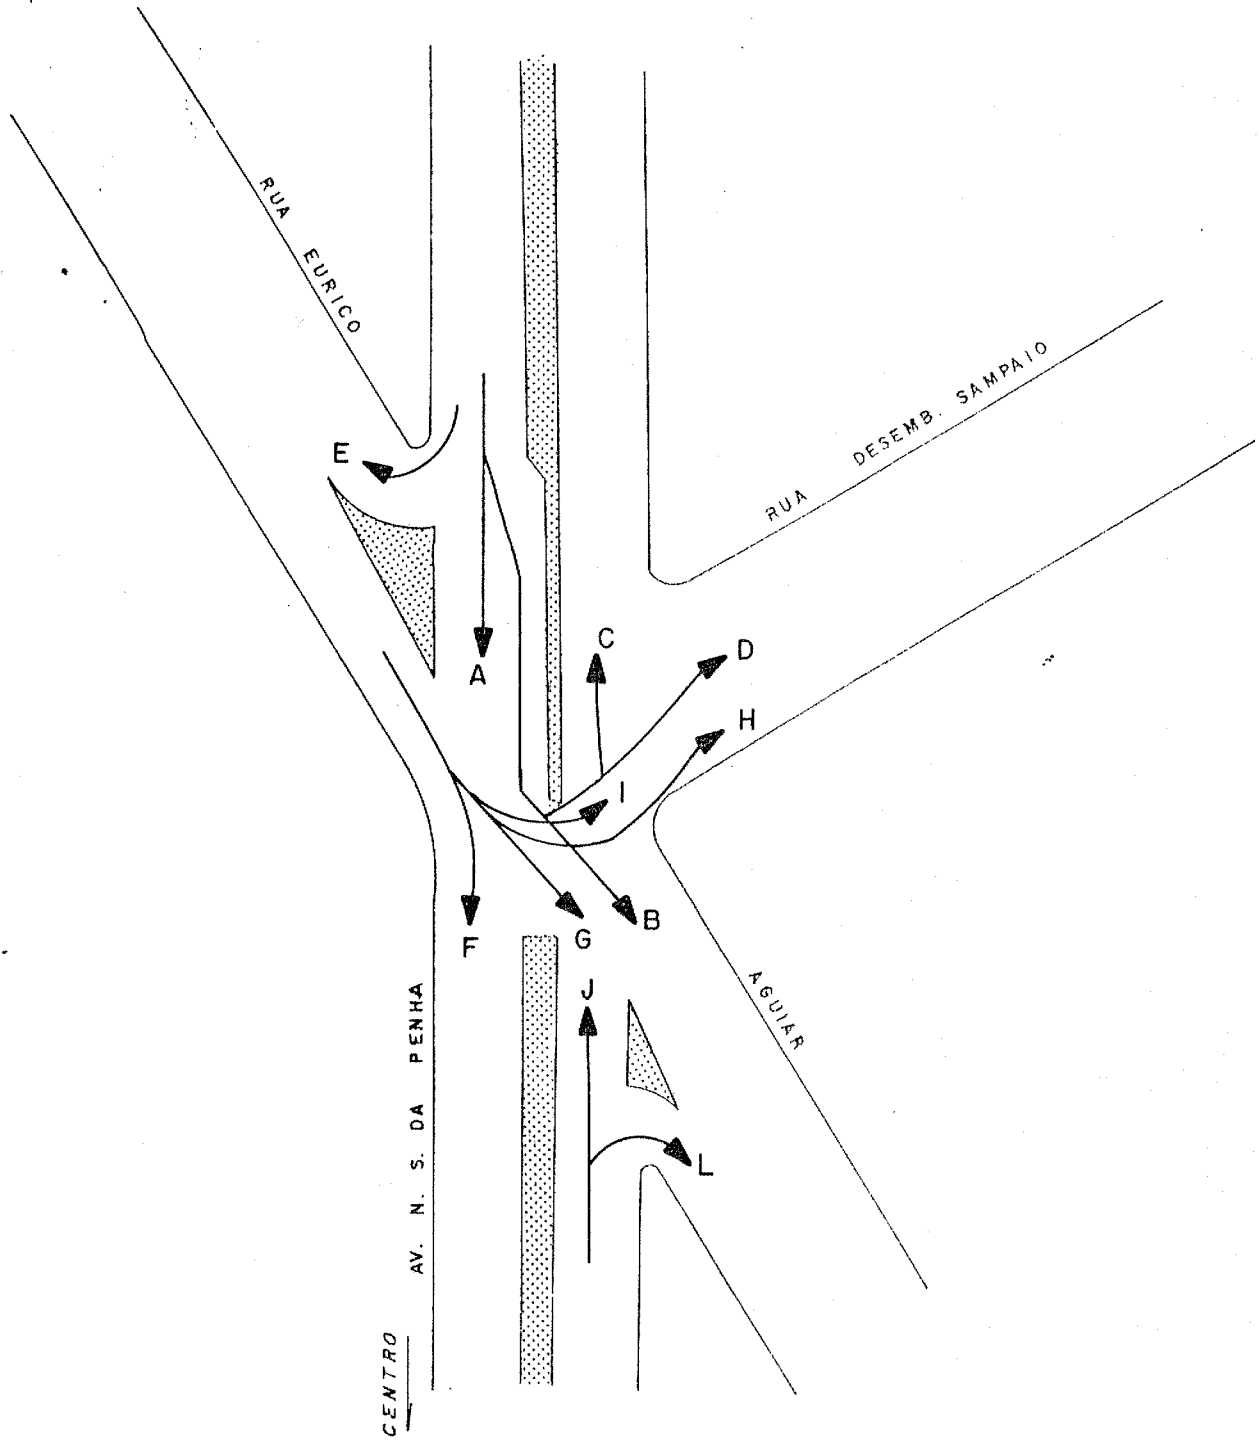 RUA EURICO
RUA DESEMB. SAMPAIO
E
C
D
A
H
I
B
F
G
J
AGUIAR
AV. N. S. DA PENHA
L
CENTRO